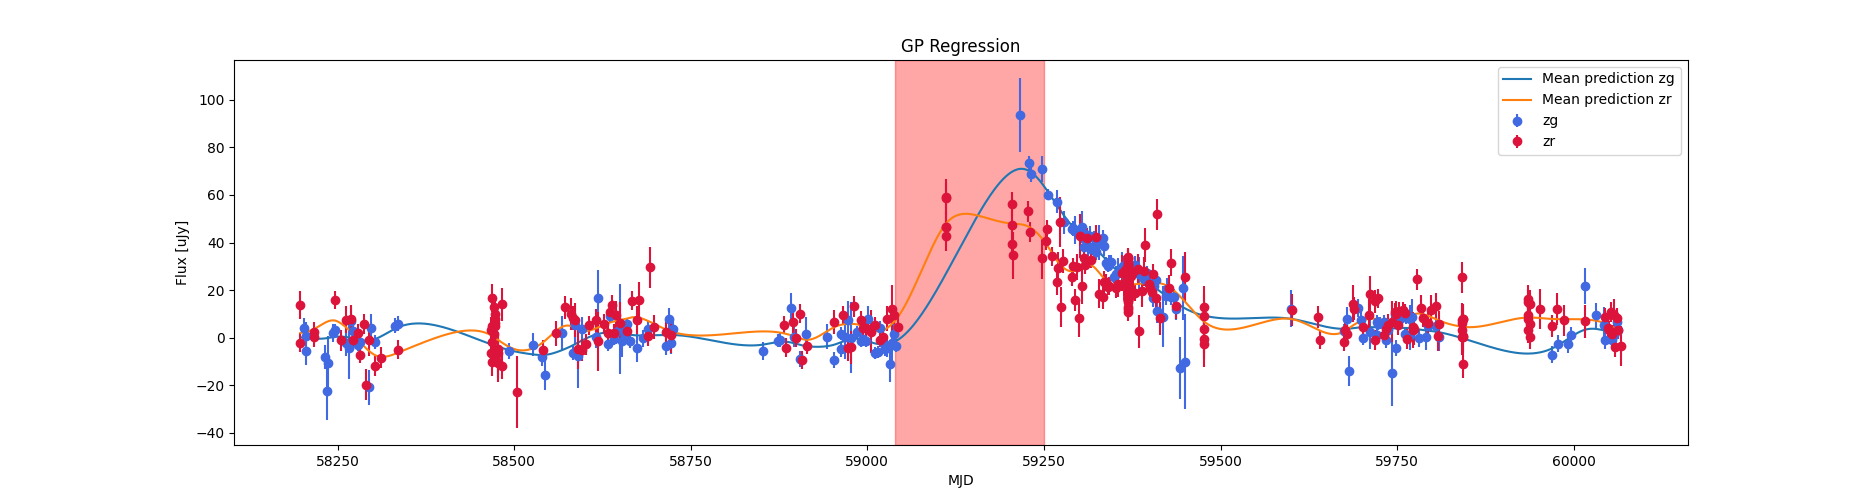 GP Regression
Flux [uJy]
100
80
60
40
20
0
−20
−40
58250
58500
58750
59000
59250
59500
59750
60000
MJD
Mean prediction zg
Mean prediction zr
zg
zr